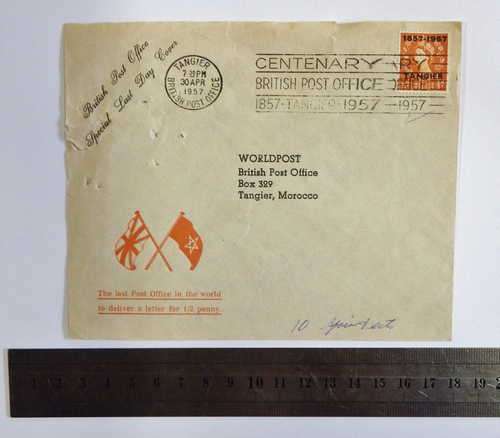 British Post Office
Special Last Day Cover
TANGIER
30 APR
1957
BRITISH POST OFFICE
CENTENARY
BRITISH POST OFFICE
1857-TANGIER-1957 —1957—
1857-1957
TANGIER
WORLDPOST
British Post Office
Box 329
Tangier, Morocco
The last Post Office in the world
to deliver a letter for 1/2 penny.
10
1 2 3 4 5 6 7 8 9 10 11 12 13 14 15 16 17 18 19